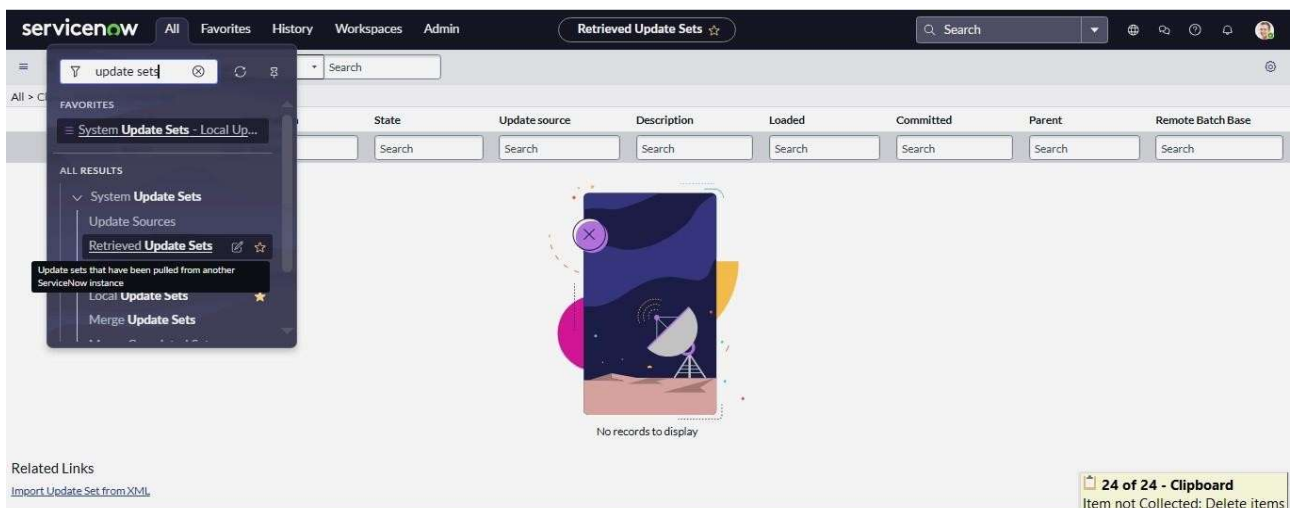 servicenow All Favorites History Workspaces Admin Retrieved Update Sets Search
update sets Search
All >
FAVORITES
System Update Sets - Local Up...
State Update source Description Loaded Committed Parent Remote Batch Base
Search Search Search Search Search Search Search
ALL RESULTS
System Update Sets
Update Sources
Retrieved Update Sets
Update sets that have been pulled from another
ServiceNow instance
Local Update Sets
Merge Update Sets
No records to display
Related Links
Import Update Set from XML
24 of 24 - Clipboard
Item not Collected: Delete items